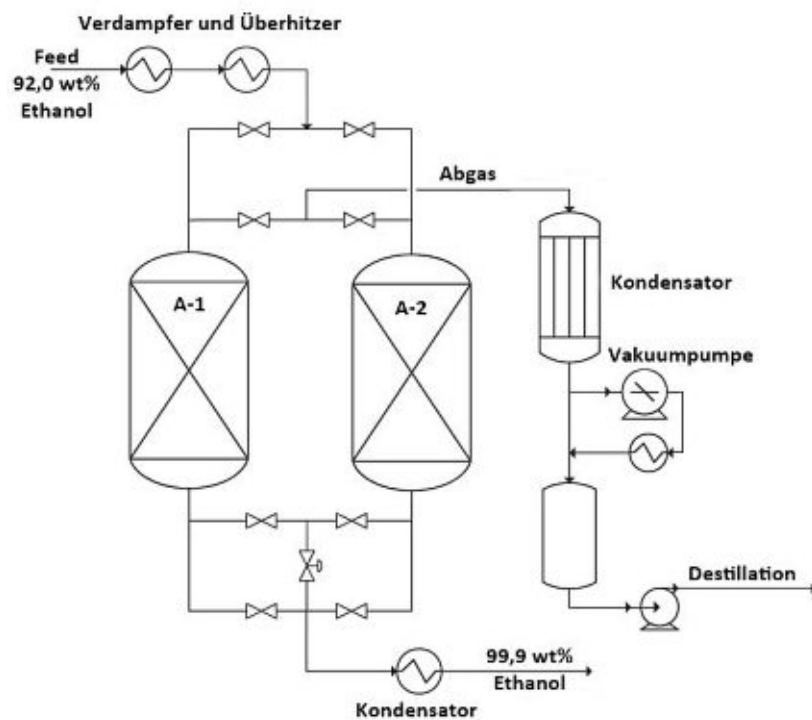 Verdampfer und Überhitzer
Feed
92,0 wt%
Ethanol
Abgas
A-1
A-2
Kondensator
Vakuumpumpe
Destillation
99,9 wt%
Ethanol
Kondensator